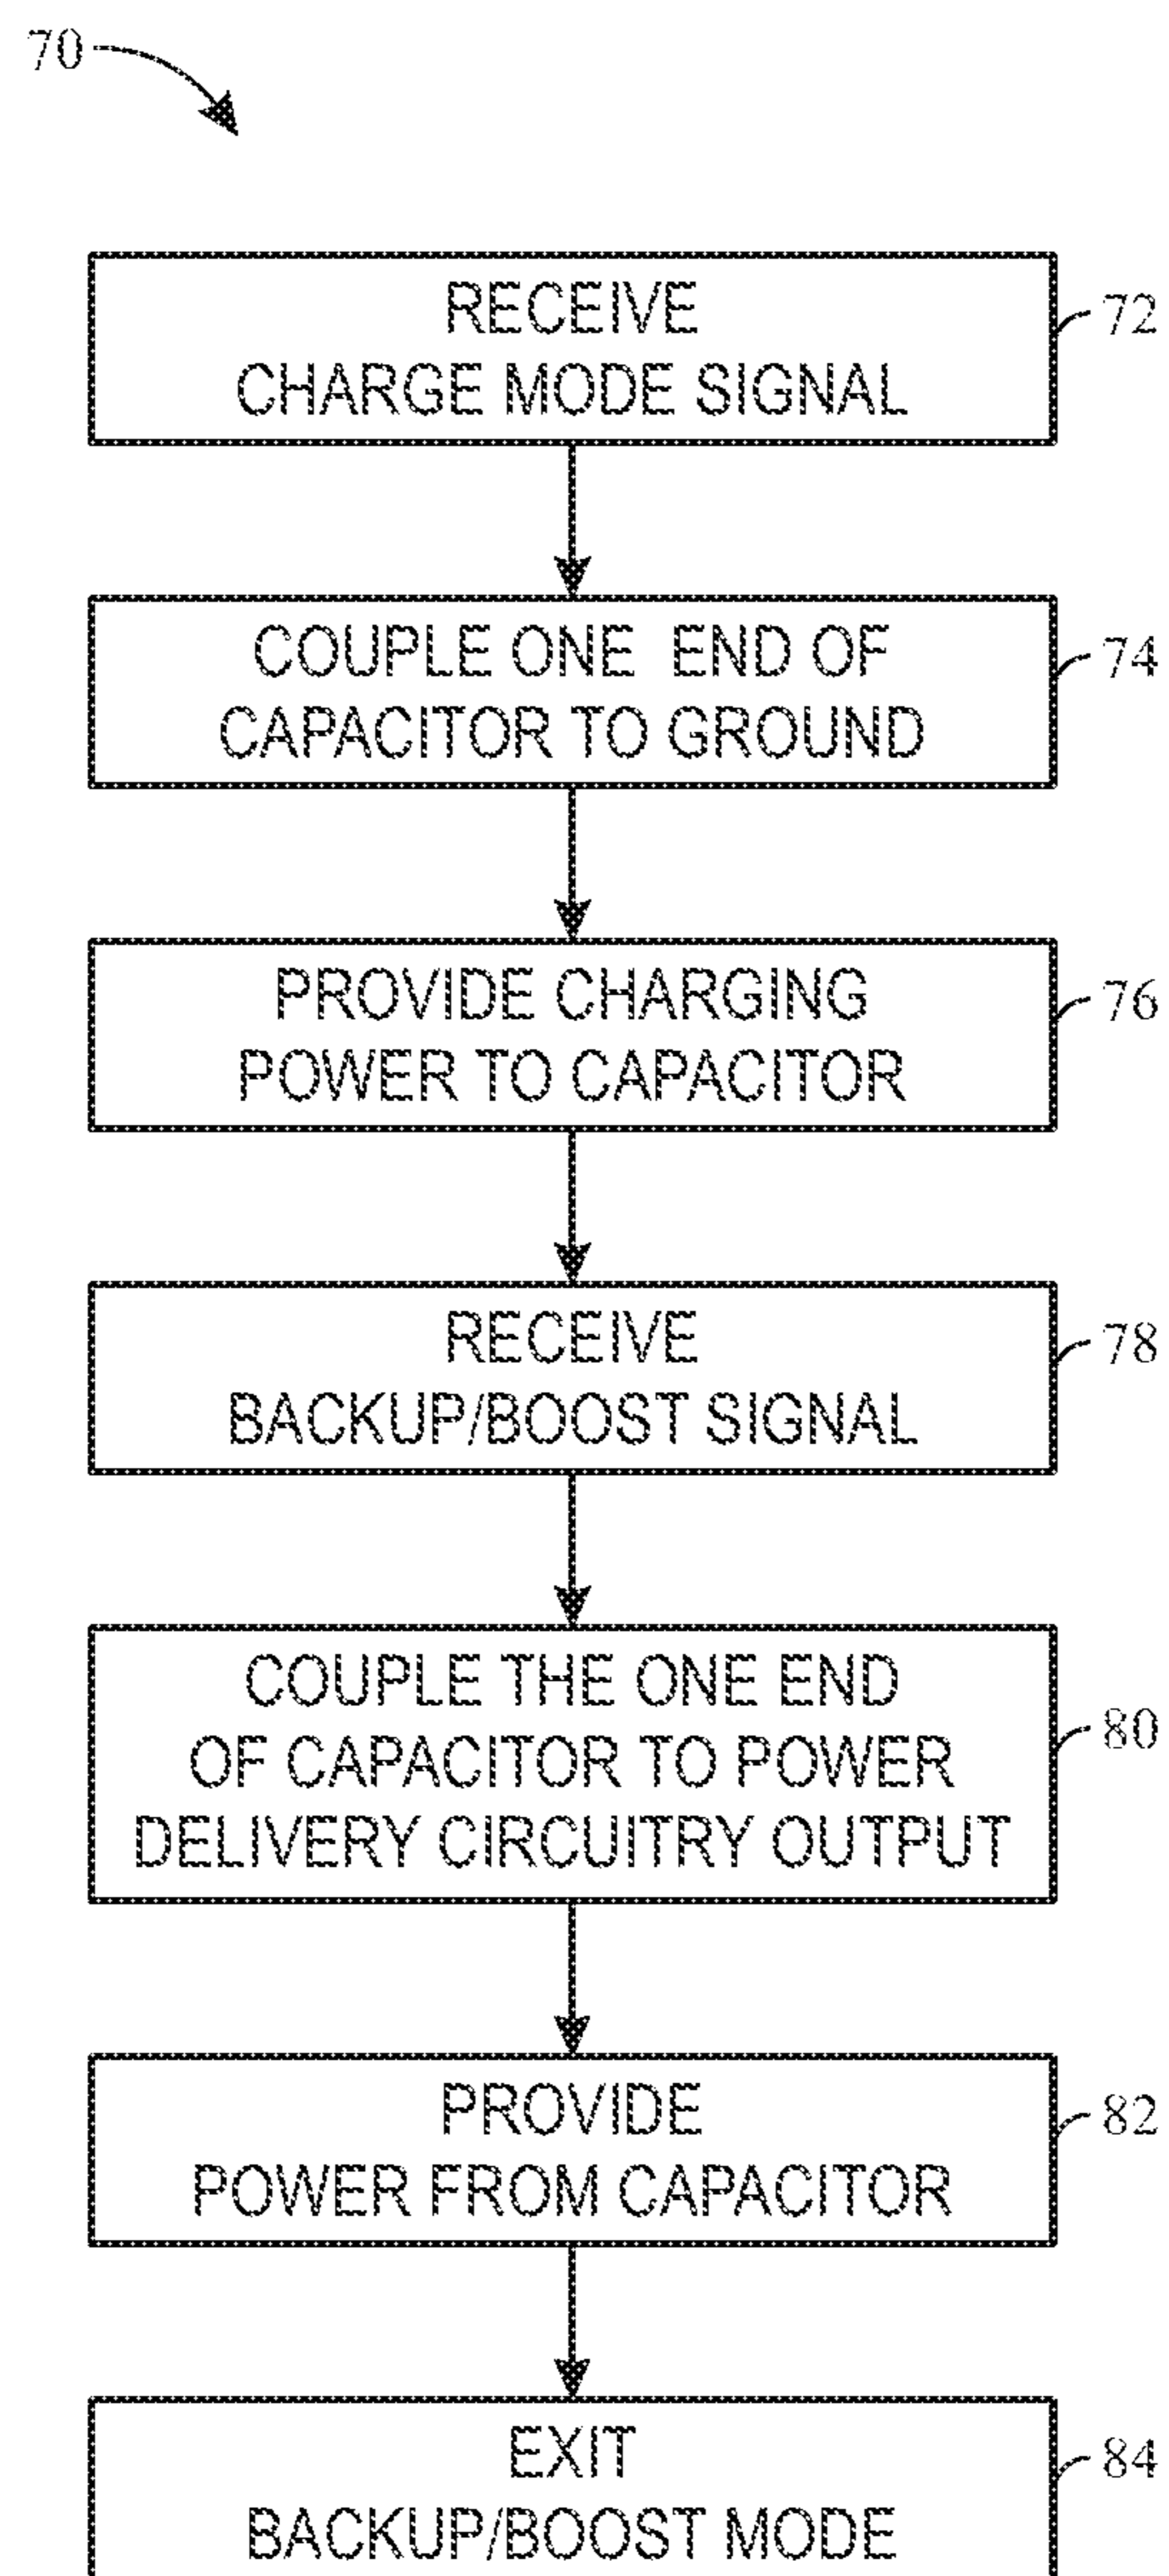 70
RECEIVE
CHARGE MODE SIGNAL
72
COUPLE ONE END OF
CAPACITOR TO GROUND
74
PROVIDE CHARGING
POWER TO CAPACITOR
76
RECEIVE
BACKUP/BOOST SIGNAL
78
COUPLE THE ONE END
OF CAPACITOR TO POWER
DELIVERY CIRCUITRY OUTPUT
80
PROVIDE
POWER FROM CAPACITOR
82
EXIT
BACKUP/BOOST MODE
84